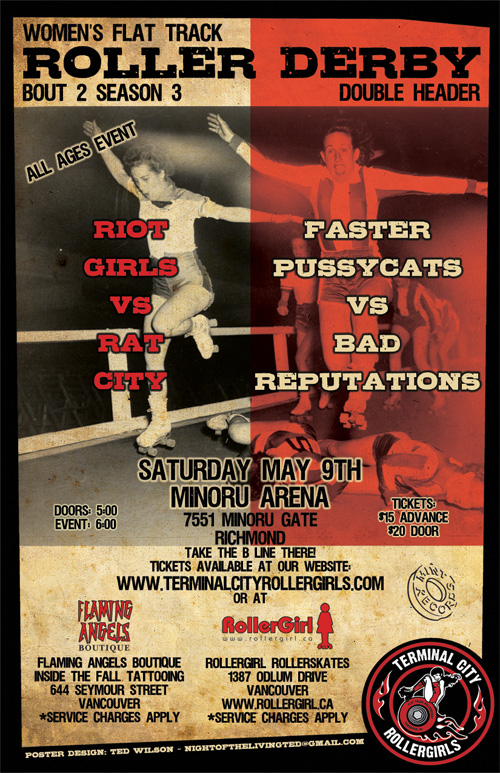 WOMEN'S FLAT TRACK
ROLLER DERBY
BOUT 2 SEASON 3
DOUBLE HEADER
ALL AGES EVENT
RIOT
GIRLS
VS
RAT
CITY
FASTER
PUSSYCATS
VS
BAD
REPUTATIONS
SATURDAY MAY 9TH
MINORU ARENA
7551 MINORU GATE
RICHMOND
DOORS: 5:00
EVENT: 6:00
TICKETS:
$15 ADVANCE
$20 DOOR
TAKE THE B LINE THERE!
TICKETS AVAILABLE AT OUR WEBSITE:
WWW.TERMINALCITYROLLERGIRLS.COM
OR AT
MINT RECORDS!
FLAMING
ANGELS
BOUTIQUE
FLAMING ANGELS BOUTIQUE
INSIDE THE FALL TATTOOING
644 SEYMOUR STREET
VANCOUVER
*SERVICE CHARGES APPLY
RollerGirl
www.rollergirl.ca
ROLLERGIRL ROLLERSKATES
1387 ODLUM DRIVE
VANCOUVER
WWW.ROLLERGIRL.CA
*SERVICE CHARGES APPLY
TERMINAL CITY
ROLLERGIRLS
POSTER DESIGN: TED WILSON - NIGHTOFTHELIVINGTED@GMAIL.COM